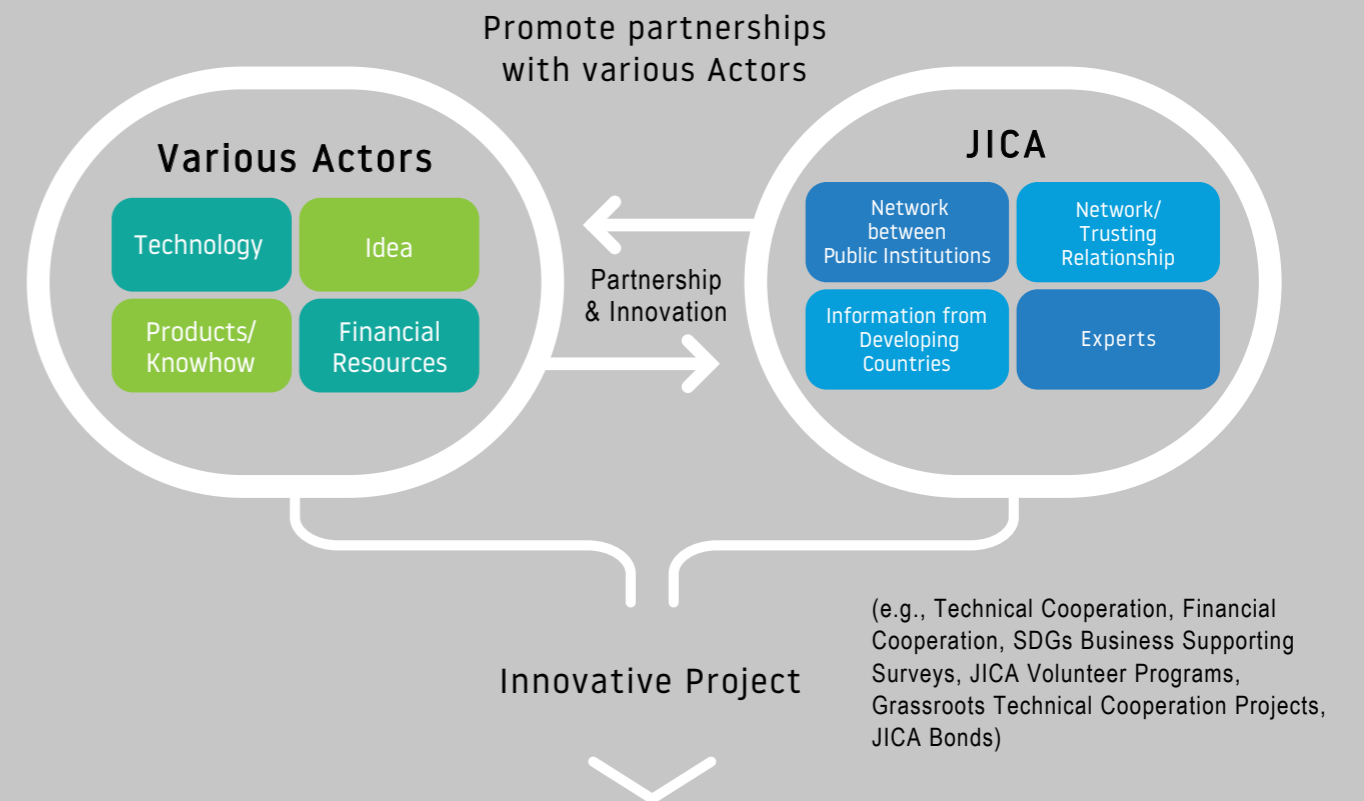 Promote partnerships
with various Actors
Various Actors
Technology
Idea
Products/
Knowhow
Financial
Resources
Partnership
& Innovation
JICA
Network
between
Public Institutions
Network/
Trusting
Relationship
Information from
Developing
Countries
Experts
Innovative Project
(e.g., Technical Cooperation, Financial
Cooperation, SDGs Business Supporting
Surveys, JICA Volunteer Programs,
Grassroots Technical Cooperation Projects,
JICA Bonds)